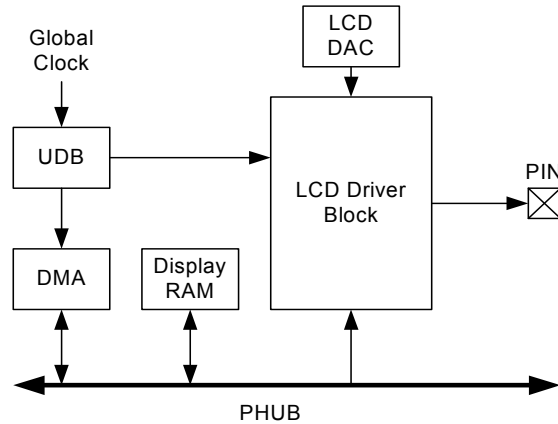 Global
Clock
LCD
DAC
UDB
LCD Driver
Block
PIN
DMA
Display
RAM
PHUB